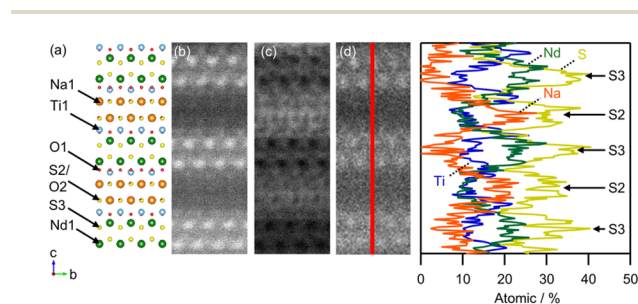 (a)
(b)
(c)
(d)
Na1
Ti1
O1
S2/
O2
S3
Nd1
c
b
Nd
S
Na
Ti
S3
S2
S3
S2
S3
0 10 20 30 40 50
Atomic / %